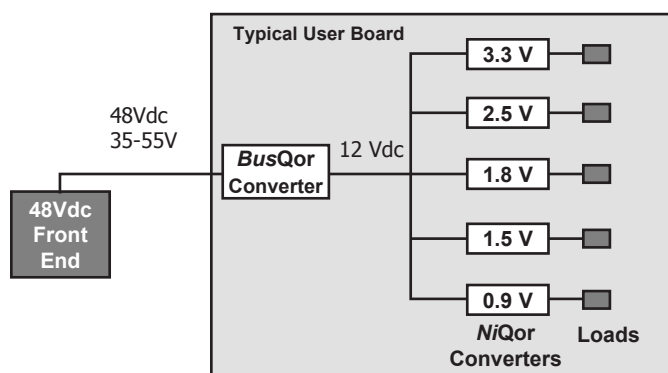 Typical User Board
3.3 V
48Vdc
35-55V
2.5 V
BusQor
Converter
12 Vdc
1.8 V
48Vdc
Front
End
1.5 V
0.9 V
NiQor
Converters
Loads